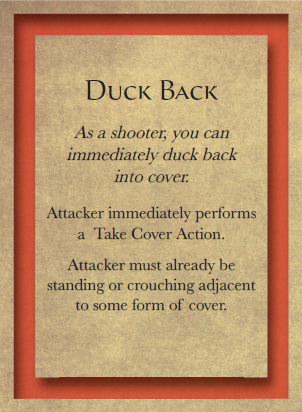 Duck Back
As a shooter, you can
immediately duck back
into cover.
Attacker immediately performs
a Take Cover Action.
Attacker must already be
standing or crouching adjacent
to some form of cover.